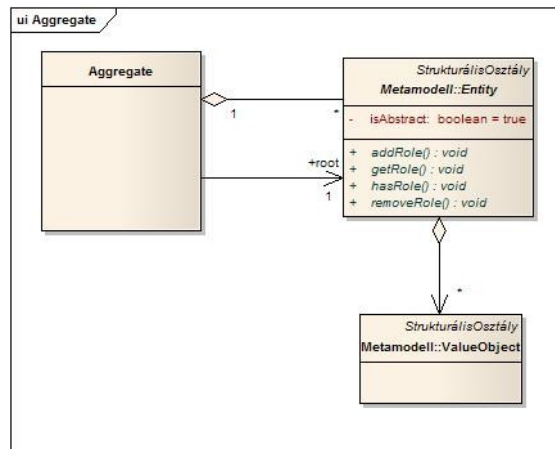 ui Aggregate
Aggregate
StrukturálisOsztály
Metamodell::Entity
- isAbstract: boolean = true
+ addRole() : void
+ getRole() : void
+ hasRole() : void
+ removeRole() : void
1
*
+root
1
*
StrukturálisOsztály
Metamodell::ValueObject